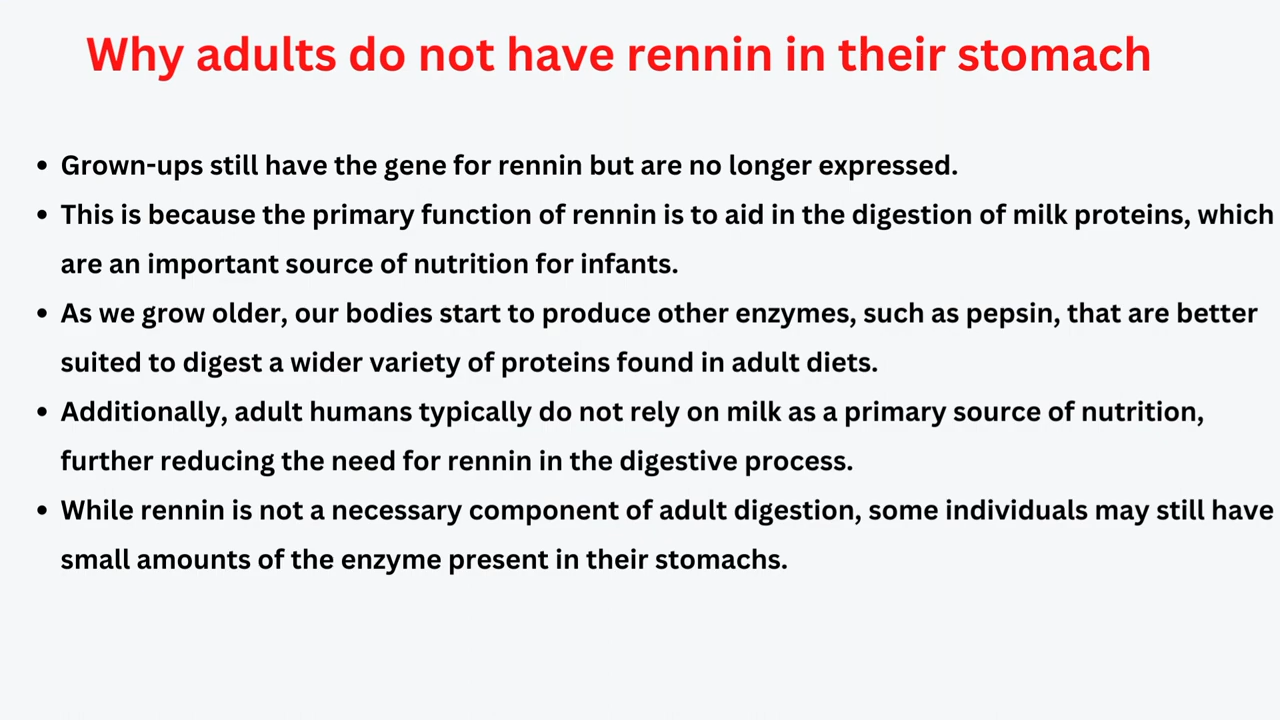 Why adults do not have rennin in their stomach
• Grown-ups still have the gene for rennin but are no longer expressed.
• This is because the primary function of rennin is to aid in the digestion of milk proteins, which
are an important source of nutrition for infants.
• As we grow older, our bodies start to produce other enzymes, such as pepsin, that are better
suited to digest a wider variety of proteins found in adult diets.
• Additionally, adult humans typically do not rely on milk as a primary source of nutrition,
further reducing the need for rennin in the digestive process.
• While rennin is not a necessary component of adult digestion, some individuals may still have
small amounts of the enzyme present in their stomachs.